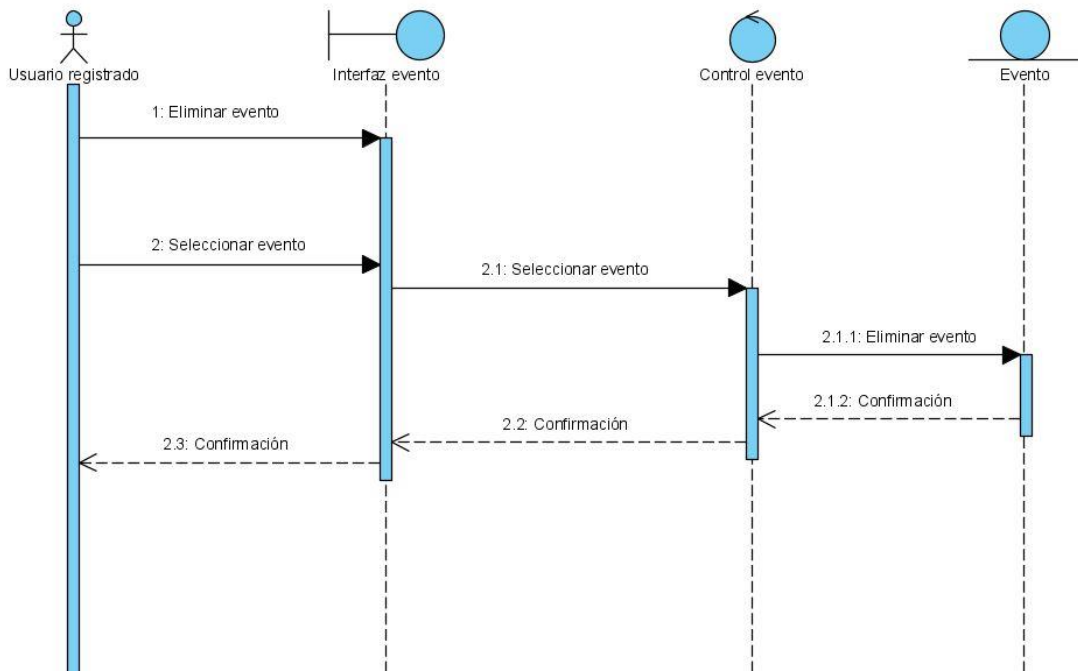 Usuario registrado
Interfaz evento
Control evento
Evento
1: Eliminar evento
2: Seleccionar evento
2.1: Seleccionar evento
2.1.1: Eliminar evento
2.1.2: Confirmación
2.2: Confirmación
2.3: Confirmación